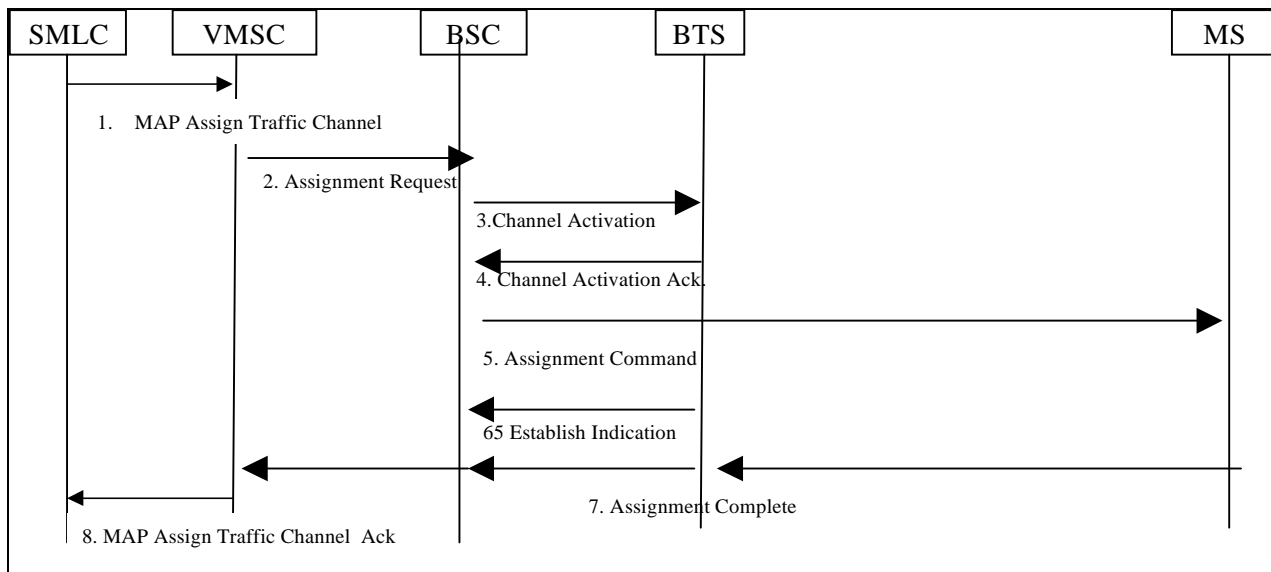 SMLC VMSC BSC BTS MS
1. MAP Assign Traffic Channel
2. Assignment Request
3.Channel Activation
4. Channel Activation Ack.
5. Assignment Command
65 Establish Indication
7. Assignment Complete
8. MAP Assign Traffic Channel Ack